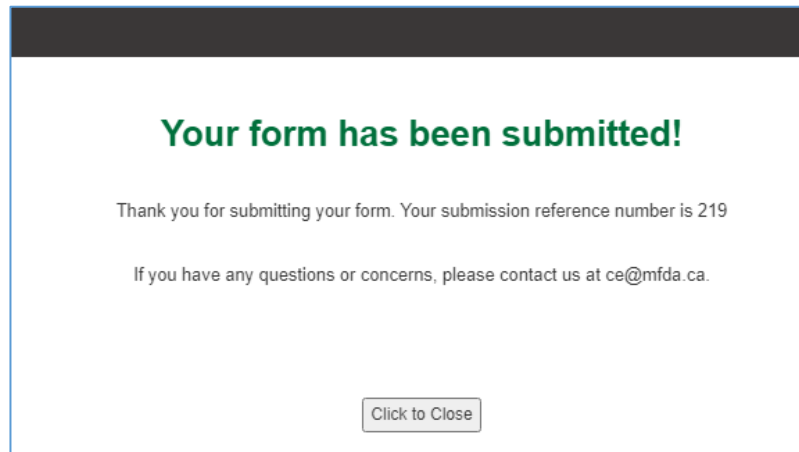 Your form has been submitted!
Thank you for submitting your form. Your submission reference number is 219
If you have any questions or concerns, please contact us at ce@mfda.ca.
Click to Close